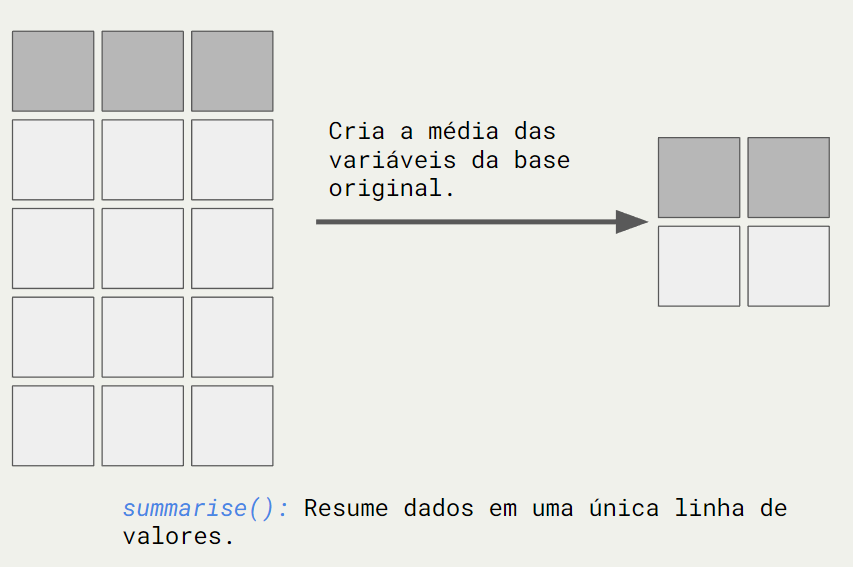 Cria a média das
variáveis da base
original.
summarise(): Resume dados em uma única linha de
valores.